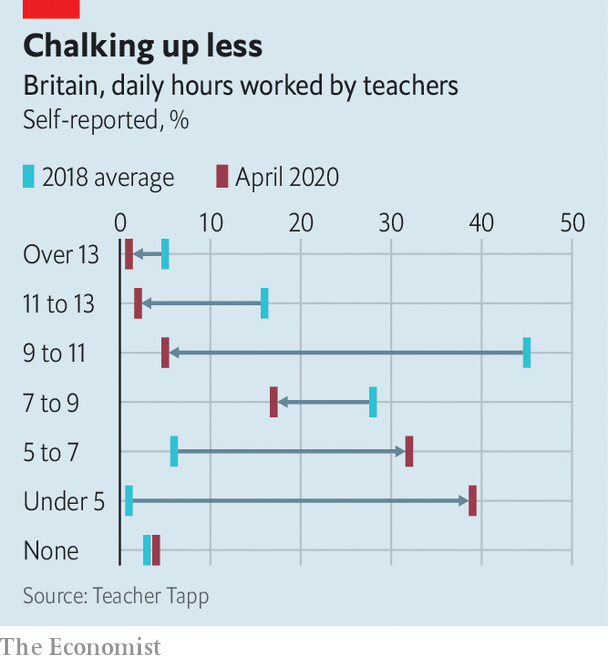 Chalking up less
Britain, daily hours worked by teachers
Self-reported, %
2018 average April 2020
0 10 20 30 40 50
Over 13
11 to 13
9 to 11
7 to 9
5 to 7
Under 5
None
Source: Teacher Tapp
The Economist